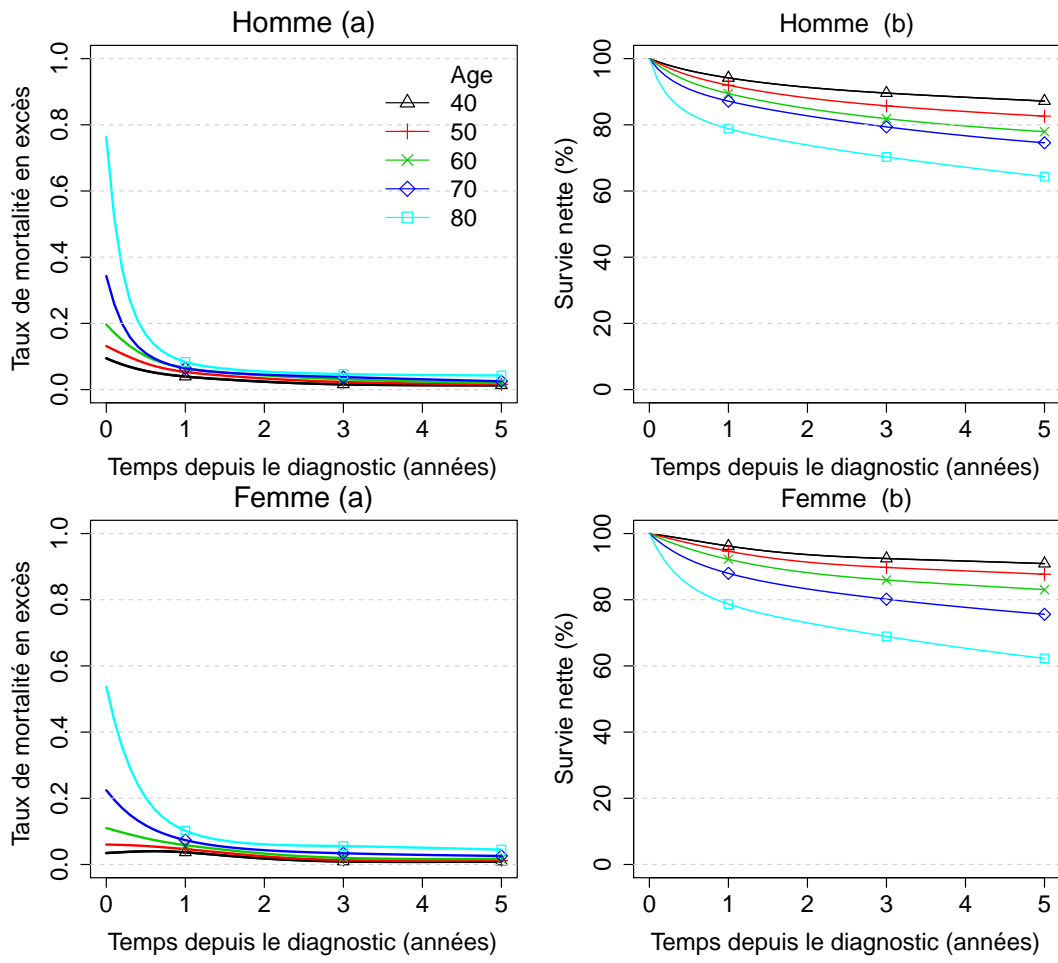 Homme (a)
Taux de mortalité en excès
0.0 0.2 0.4 0.6 0.8 1.0
Age
40
50
60
70
80
0 1 2 3 4 5
Temps depuis le diagnostic (années)
Homme (b)
Survie nette (%)
0 20 40 60 80 100
0 1 2 3 4 5
Temps depuis le diagnostic (années)
Femme (a)
Taux de mortalité en excès
0.0 0.2 0.4 0.6 0.8 1.0
0 1 2 3 4 5
Temps depuis le diagnostic (années)
Femme (b)
Survie nette (%)
0 20 40 60 80 100
0 1 2 3 4 5
Temps depuis le diagnostic (années)